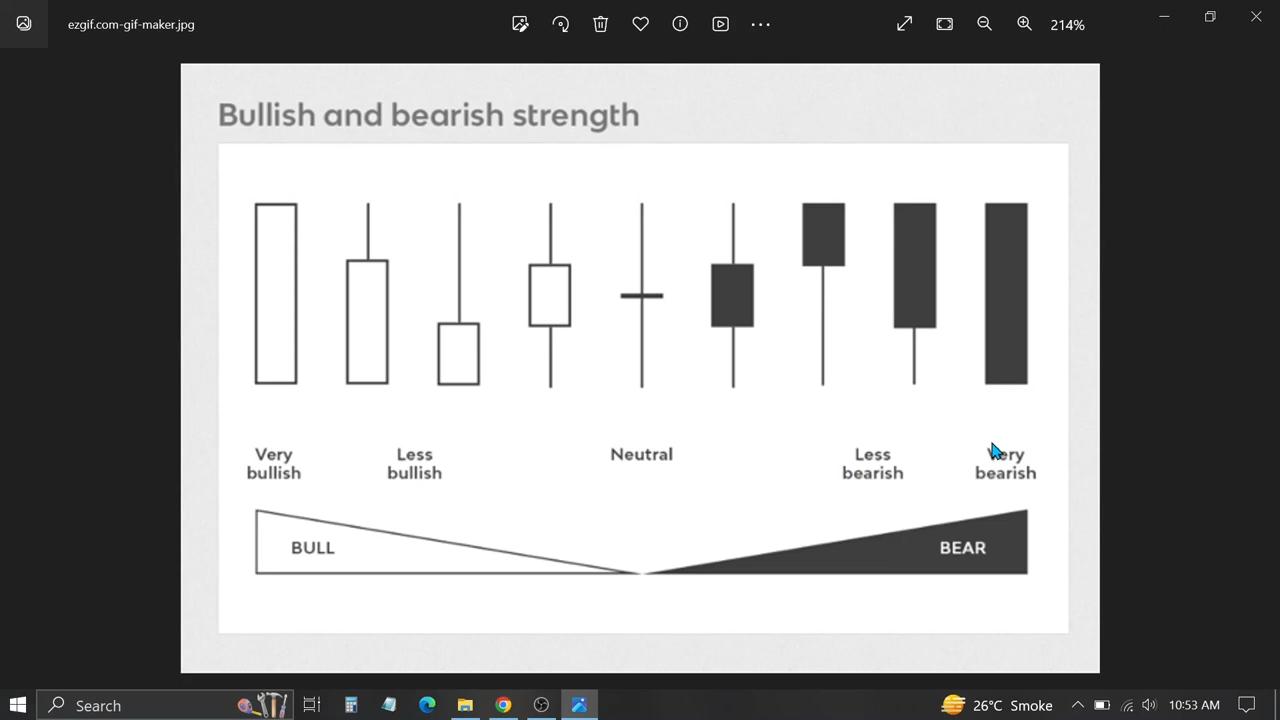 ezgif.com-gif-maker.jpg
214%
Bullish and bearish strength
Very
bullish
Less
bullish
Neutral
Less
bearish
Very
bearish
BULL
BEAR
Search
26°C Smoke
10:53 AM